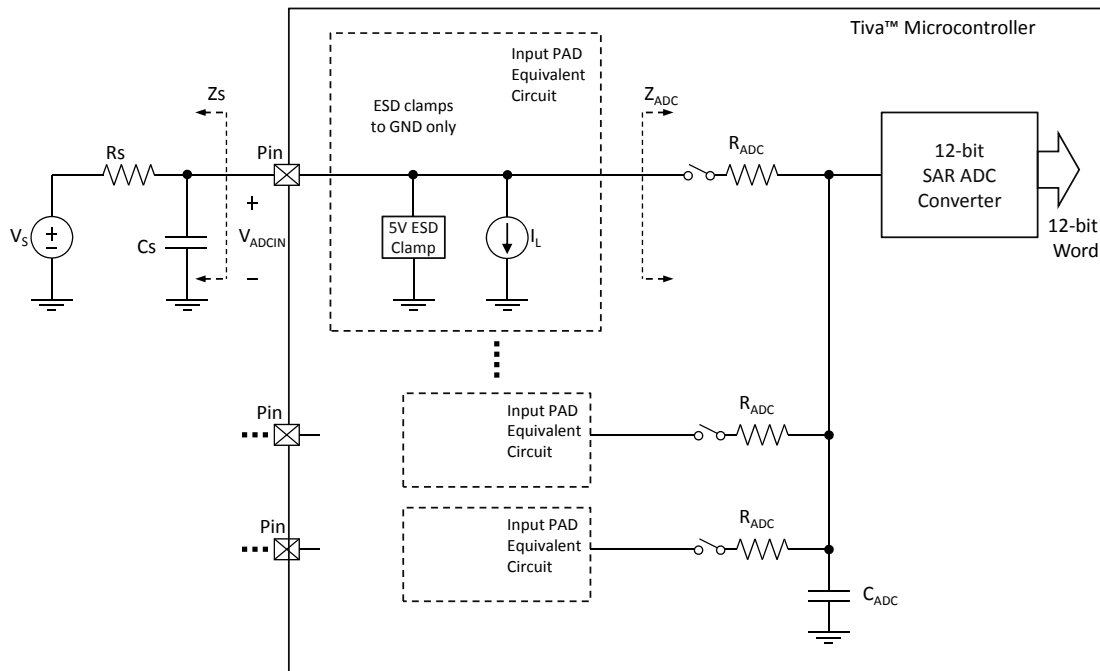 Tiva™ Microcontroller
Input PAD
Equivalent
Circuit
ESD clamps
to GND only
Zs
Z_ADC
Pin
Rs
R_ADC
12-bit
SAR ADC
Converter
12-bit
Word
V_S
+
−
Cs
+
V_ADCIN
−
5V ESD
Clamp
I_L
Pin
Input PAD
Equivalent
Circuit
R_ADC
Pin
Input PAD
Equivalent
Circuit
R_ADC
C_ADC